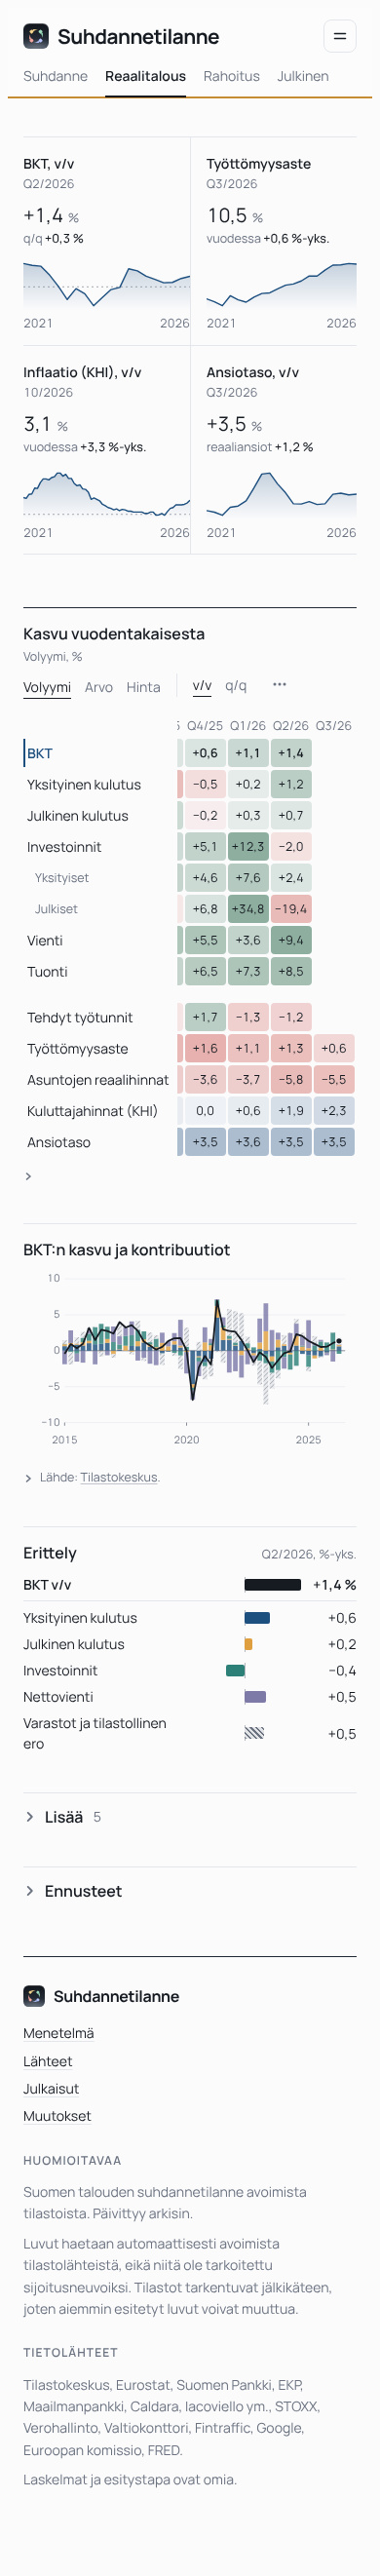 Suhdannetilanne
Suhdanne Reaalitalous Rahoitus Julkinen
BKT, v/v
Q2/2026
+1,4 %
q/q +0,3 %
2021 2026
Työttömyysaste
Q3/2026
10,5 %
vuodessa +0,6 %-yks.
2021 2026
Inflaatio (KHI), v/v
10/2026
3,1 %
vuodessa +3,3 %-yks.
2021 2026
Ansiotaso, v/v
Q3/2026
+3,5 %
reaaliansiot +1,2 %
2021 2026
Kasvu vuodentakaisesta
Volyymi, %
Volyymi Arvo Hinta v/v q/q ···
5 Q4/25 Q1/26 Q2/26 Q3/26
BKT +0,6 +1,1 +1,4
Yksityinen kulutus −0,5 +0,2 +1,2
Julkinen kulutus −0,2 +0,3 +0,7
Investoinnit +5,1 +12,3 −2,0
Yksityiset +4,6 +7,6 +2,4
Julkiset +6,8 +34,8 −19,4
Vienti +5,5 +3,6 +9,4
Tuonti +6,5 +7,3 +8,5
Tehdyt työtunnit +1,7 −1,3 −1,2
Työttömyysaste +1,6 +1,1 +1,3 +0,6
Asuntojen reaalihinnat −3,6 −3,7 −5,8 −5,5
Kuluttajahinnat (KHI) 0,0 +0,6 +1,9 +2,3
Ansiotaso +3,5 +3,6 +3,5 +3,5
BKT:n kasvu ja kontribuutiot
10
5
0
−5
−10
2015 2020 2025
Lähde: Tilastokeskus.
Erittely Q2/2026, %-yks.
BKT v/v +1,4 %
Yksityinen kulutus +0,6
Julkinen kulutus +0,2
Investoinnit −0,4
Nettovienti +0,5
Varastot ja tilastollinen
ero +0,5
Lisää 5
Ennusteet
Suhdannetilanne
Menetelmä
Lähteet
Julkaisut
Muutokset
HUOMIOITAVAA
Suomen talouden suhdannetilanne avoimista
tilastoista. Päivittyy arkisin.
Luvut haetaan automaattisesti avoimista
tilastolähteistä, eikä niitä ole tarkoitettu
sijoitusneuvoiksi. Tilastot tarkentuvat jälkikäteen,
joten aiemmin esitetyt luvut voivat muuttua.
TIETOLÄHTEET
Tilastokeskus, Eurostat, Suomen Pankki, EKP,
Maailmanpankki, Caldara, Iacoviello ym., STOXX,
Verohallinto, Valtiokonttori, Fintraffic, Google,
Euroopan komissio, FRED.
Laskelmat ja esitystapa ovat omia.